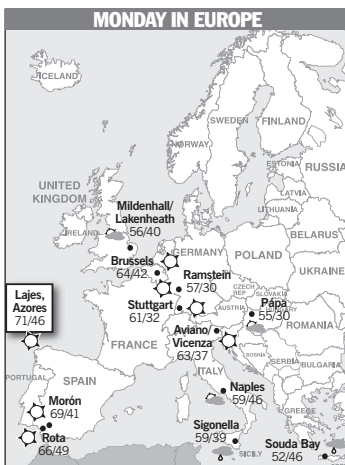 MONDAY IN EUROPE
ICELAND
SWEDEN
FINLAND
NORWAY
ESTONIA
RUSSIA
LATVIA
LITHUANIA
UNITED
KINGDOM
IRELAND
Mildenhall/
Lakenheath
56/40
BELARUS
Brussels
64/42
GERMANY
POLAND
UKRAINE
Ramstein
57/30
CZECH
REP
SLOVAKIA
Stuttgart
61/32
AUSTRIA
Pápa
55/30
HUNGARY
Lajes,
Azores
71/46
Aviano/
Vicenza
63/37
ROMANIA
FRANCE
BOSNIA
SERBIA
BULGARIA
ITALY
PORTUGAL
SPAIN
Morón
69/41
Naples
59/46
GREECE
Rota
66/49
Sigonella
59/39
SICILY
Souda Bay
52/46